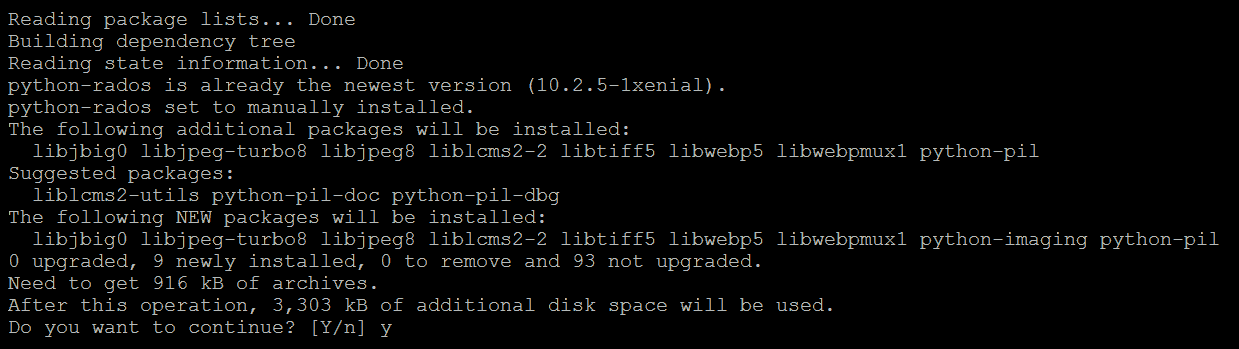 Reading package lists... Done
Building dependency tree
Reading state information... Done
python-rados is already the newest version (10.2.5-1xenial).
python-rados set to manually installed.
The following additional packages will be installed:
  libjbig0 libjpeg-turbo8 libjpeg8 liblcms2-2 libtiff5 libwebp5 libwebpmux1 python-pil
Suggested packages:
  liblcms2-utils python-pil-doc python-pil-dbg
The following NEW packages will be installed:
  libjbig0 libjpeg-turbo8 libjpeg8 liblcms2-2 libtiff5 libwebp5 libwebpmux1 python-imaging python-pil
0 upgraded, 9 newly installed, 0 to remove and 93 not upgraded.
Need to get 916 kB of archives.
After this operation, 3,303 kB of additional disk space will be used.
Do you want to continue? [Y/n] y